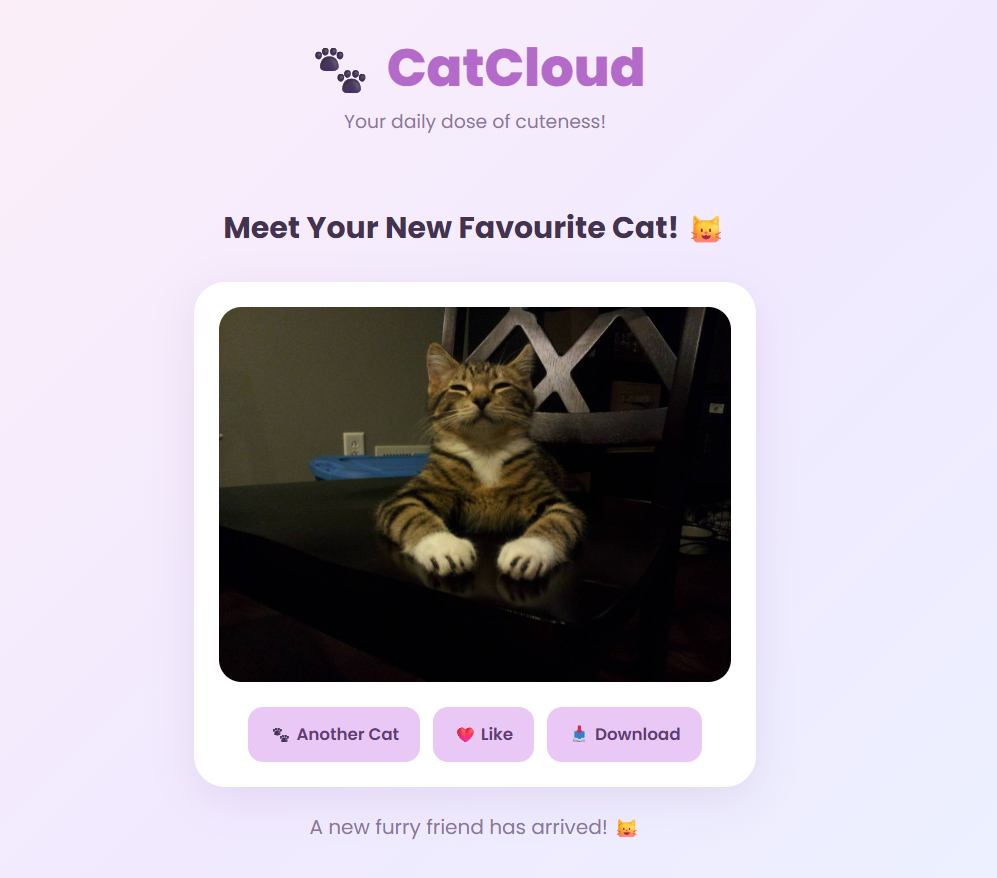 🐾 CatCloud
Your daily dose of cuteness!
Meet Your New Favourite Cat! 😺
🐾 Another Cat
❤️ Like
📥 Download
A new furry friend has arrived! 😺